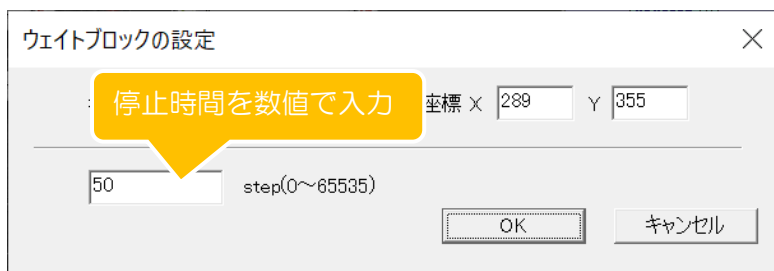 ウェイトブロックの設定
停止時間を数値で入力
座標 X 289 Y 355
50 step(0～65535)
OK キャンセル